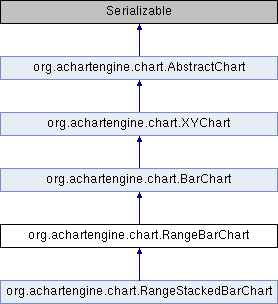 Serializable
org.achartengine.chart.AbstractChart
org.achartengine.chart.XYChart
org.achartengine.chart.BarChart
org.achartengine.chart.RangeBarChart
org.achartengine.chart.RangeStackedBarChart